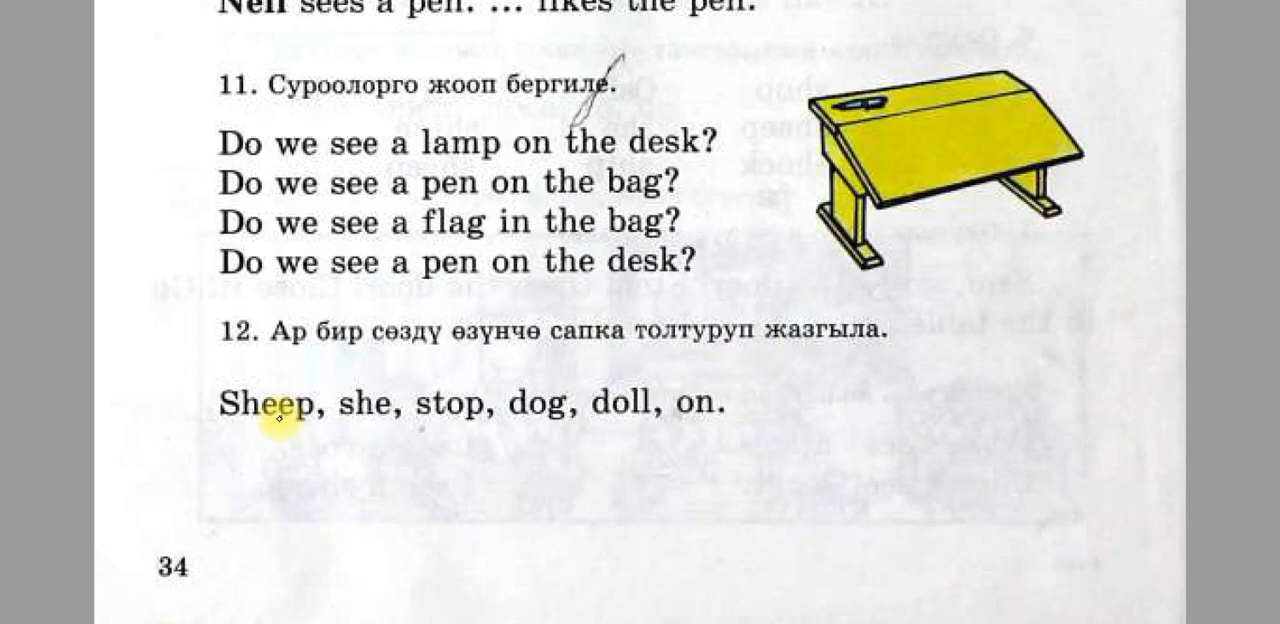 Nell sees a pen. ... likes the pen.
11. Суроолорго жооп бергиле.
Do we see a lamp on the desk?
Do we see a pen on the bag?
Do we see a flag in the bag?
Do we see a pen on the desk?
12. Ар бир сөздү өзүнчө сапка толтуруп жазгыла.
Sheep, she, stop, dog, doll, on.
34